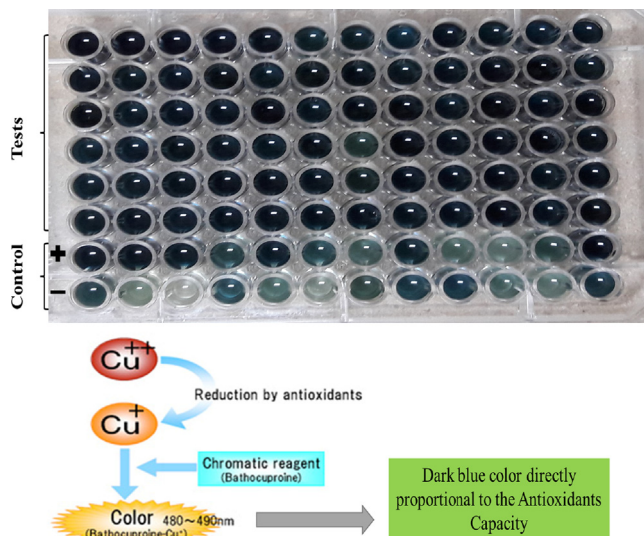 Tests
Control
+
−
Cu++
Reduction by antioxidants
Cu+
Chromatic reagent
(Bathocuproine)
Color 480～490nm
(Bathocuproine-Cu+)
Dark blue color directly
proportional to the Antioxidants
Capacity